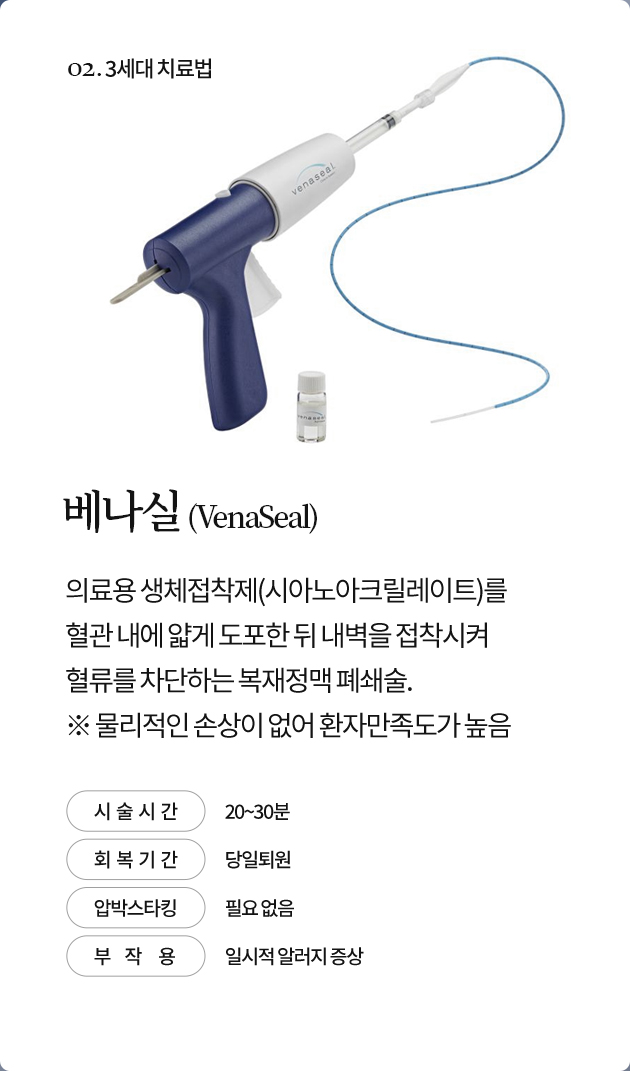 02. 3세대 치료법
venaseal
venaseal
베나실 (VenaSeal)
의료용 생체접착제(시아노아크릴레이트)를
혈관 내에 얇게 도포한 뒤 내벽을 접착시켜
혈류를 차단하는 복재정맥 폐쇄술.
※ 물리적인 손상이 없어 환자만족도가 높음
시 술 시 간 20~30분
회 복 기 간 당일퇴원
압박스타킹 필요 없음
부 작 용 일시적 알러지 증상